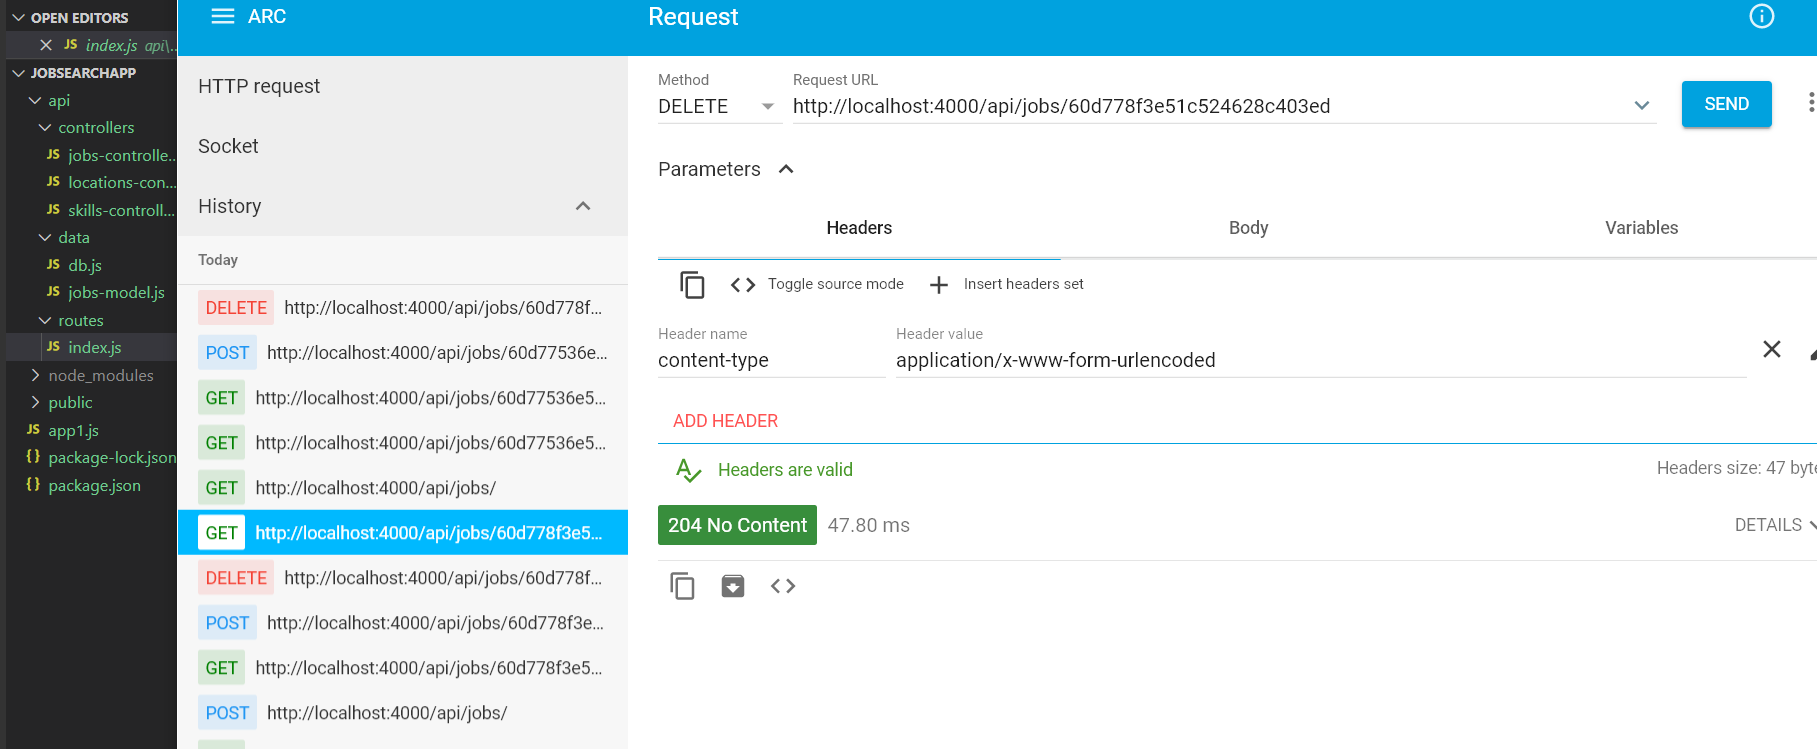 OPEN EDITORS
JS index.js api\...
JOBSEARCHAPP
api
controllers
JS jobs-controlle...
JS locations-con...
JS skills-controll...
data
JS db.js
JS jobs-model.js
routes
JS index.js
node_modules
public
JS app1.js
{} package-lock.json
{} package.json
ARC
HTTP request
Socket
History
Today
DELETE http://localhost:4000/api/jobs/60d778f...
POST http://localhost:4000/api/jobs/60d77536e...
GET http://localhost:4000/api/jobs/60d77536e5...
GET http://localhost:4000/api/jobs/60d77536e5...
GET http://localhost:4000/api/jobs/
GET http://localhost:4000/api/jobs/60d778f3e5...
DELETE http://localhost:4000/api/jobs/60d778f...
POST http://localhost:4000/api/jobs/60d778f3e...
GET http://localhost:4000/api/jobs/60d778f3e5...
POST http://localhost:4000/api/jobs/
Request
Method Request URL
DELETE http://localhost:4000/api/jobs/60d778f3e51c524628c403ed SEND
Parameters
Headers Body Variables
Toggle source mode Insert headers set
Header name Header value
content-type application/x-www-form-urlencoded
ADD HEADER
Headers are valid Headers size: 47 byte
204 No Content 47.80 ms DETAILS